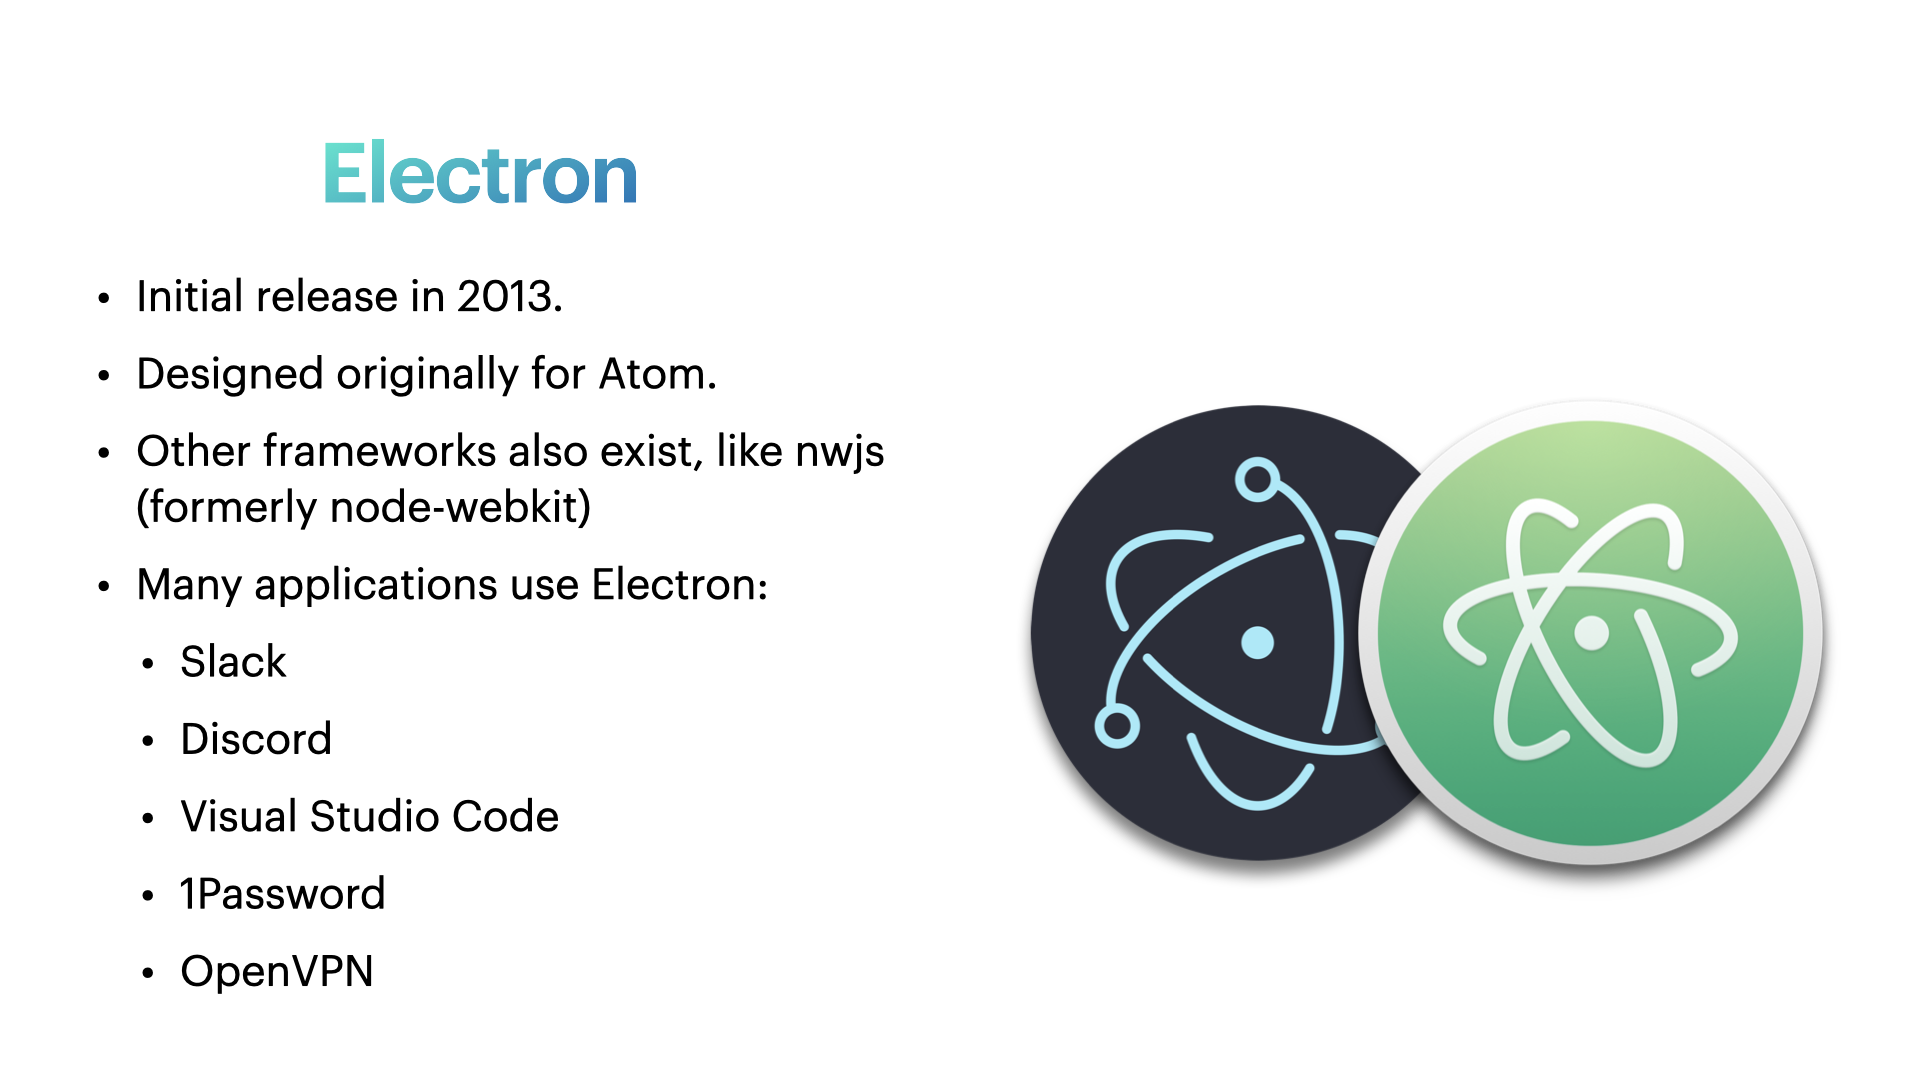 Electron
• Initial release in 2013.
• Designed originally for Atom.
• Other frameworks also exist, like nwjs
(formerly node-webkit)
• Many applications use Electron:
• Slack
• Discord
• Visual Studio Code
• 1Password
• OpenVPN